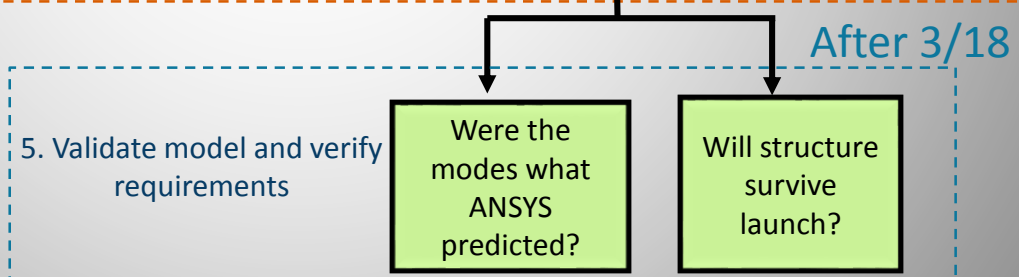 After 3/18
5. Validate model and verify
requirements
Were the
modes what
ANSYS
predicted?
Will structure
survive
launch?